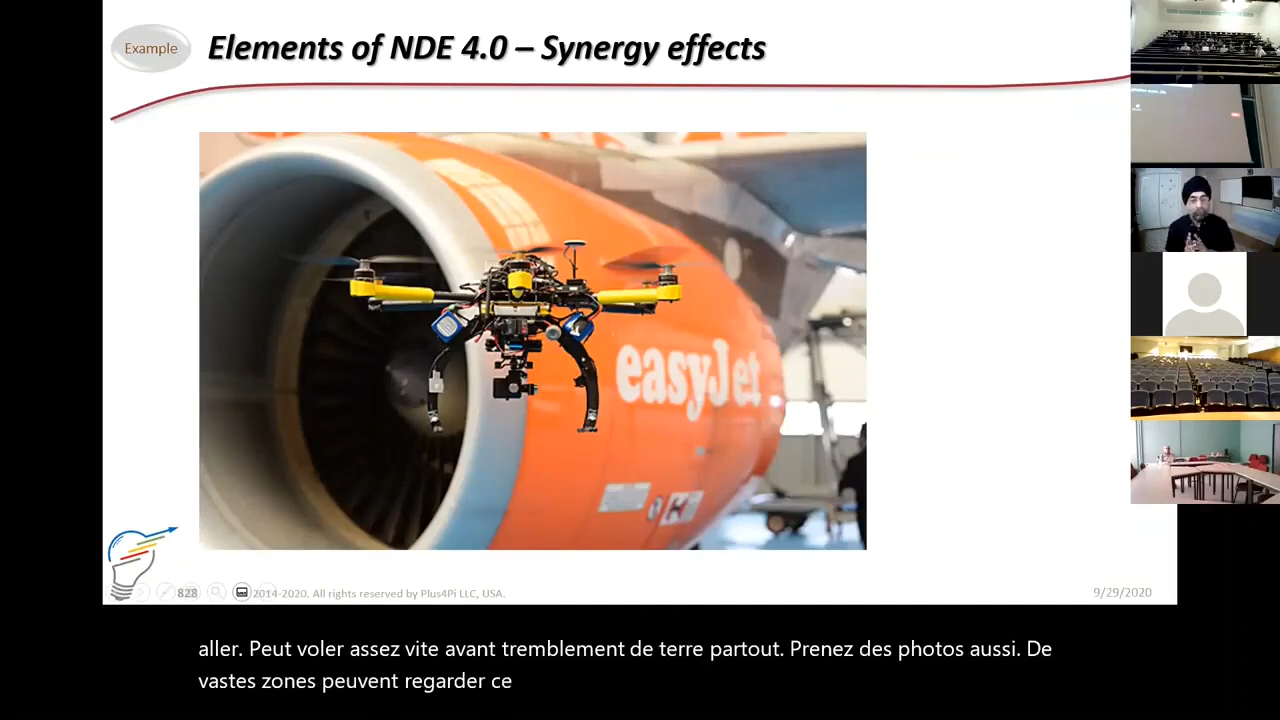 Example
Elements of NDE 4.0 – Synergy effects
easyJet
828
2014-2020. All rights reserved by Plus4Pi LLC, USA.
9/29/2020
aller. Peut voler assez vite avant tremblement de terre partout. Prenez des photos aussi. De
vastes zones peuvent regarder ce